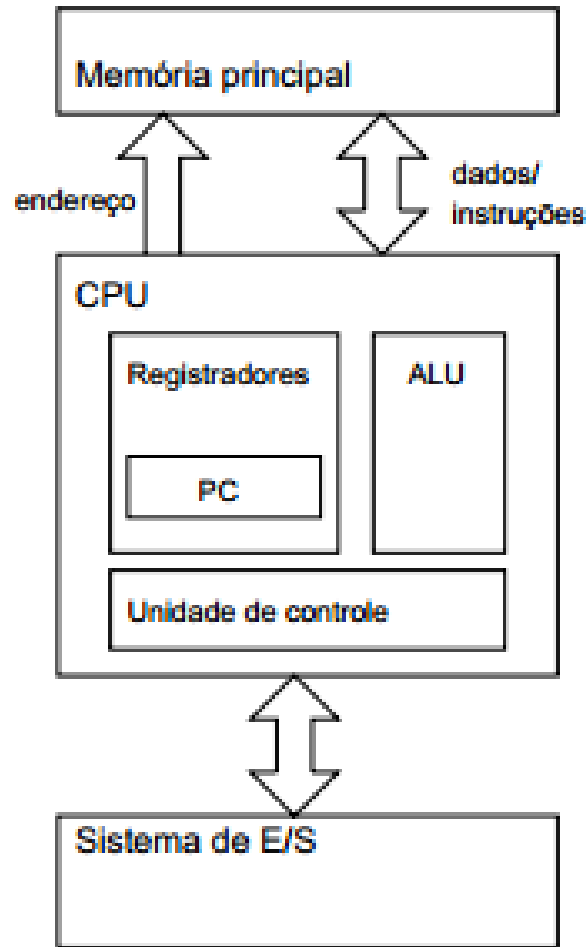 Memória principal
endereço
dados/
instruções
CPU
Registradores
ALU
PC
Unidade de controle
Sistema de E/S